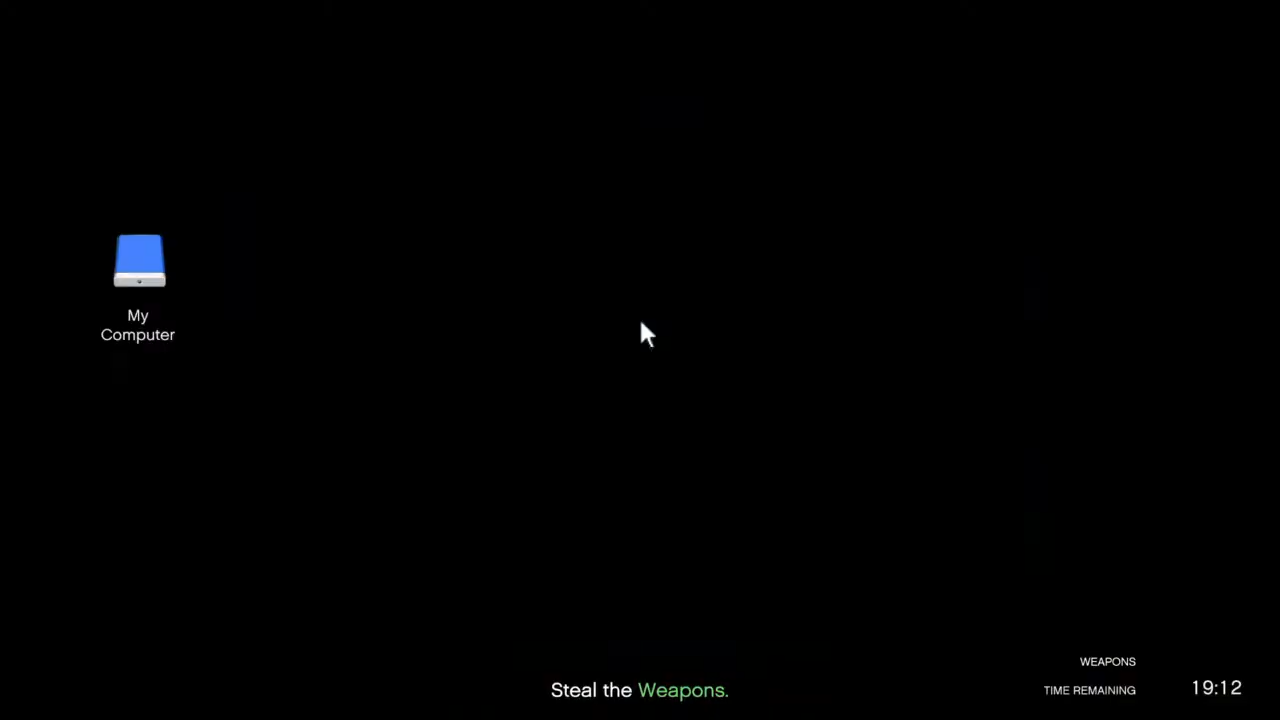 My
Computer
WEAPONS
Steal the Weapons.
TIME REMAINING 19:12